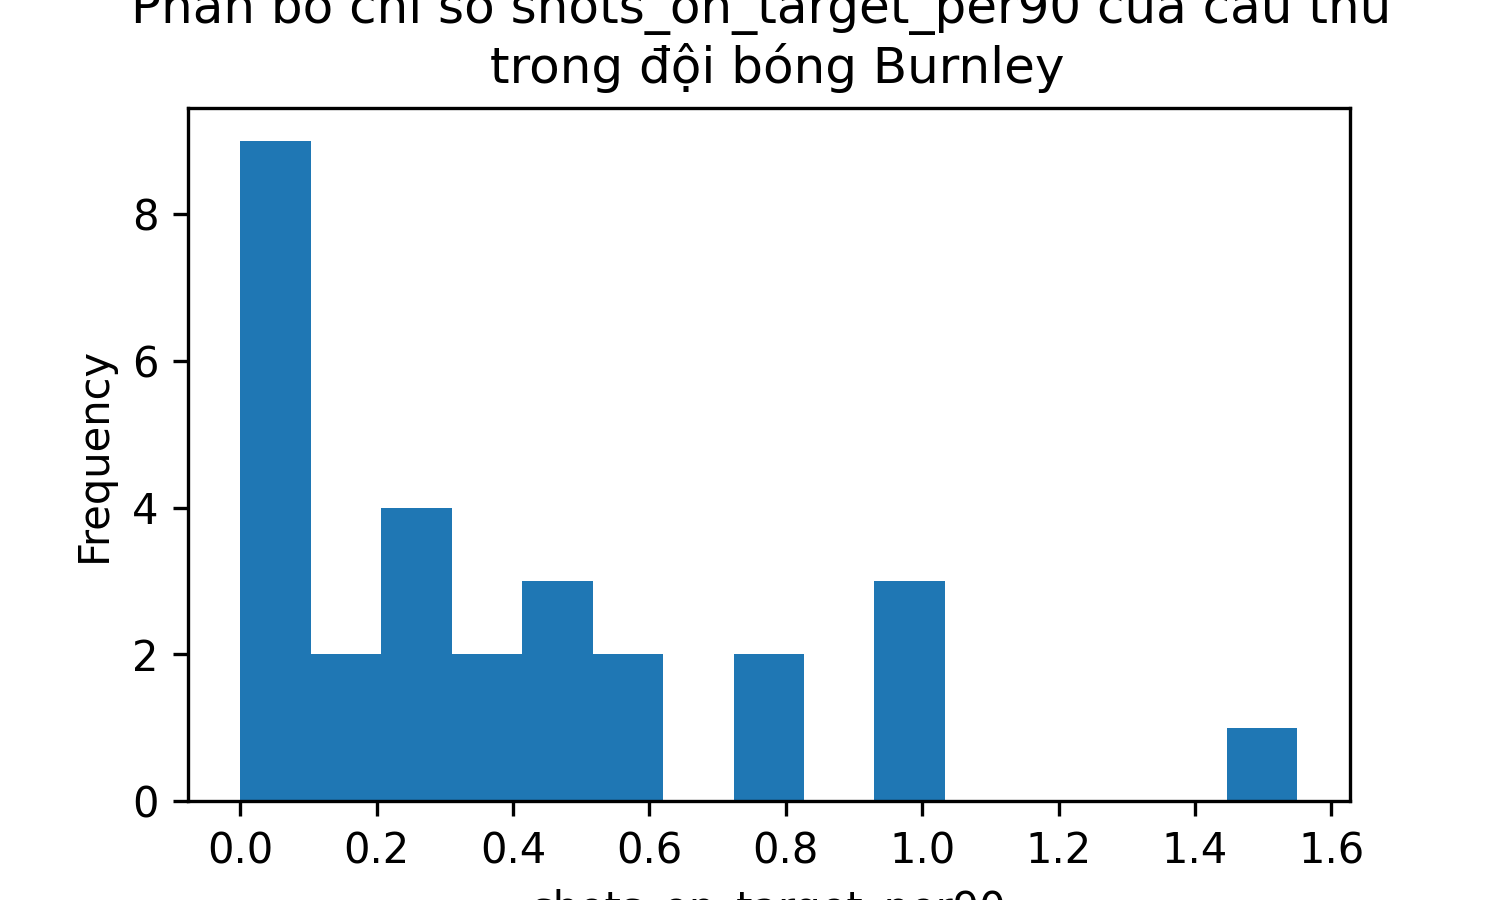 Phân bố chỉ số shots_on_target_per90 của cầu thủ
trong đội bóng Burnley
Frequency
8
6
4
2
0
0.0 0.2 0.4 0.6 0.8 1.0 1.2 1.4 1.6
shots_on_target_per90